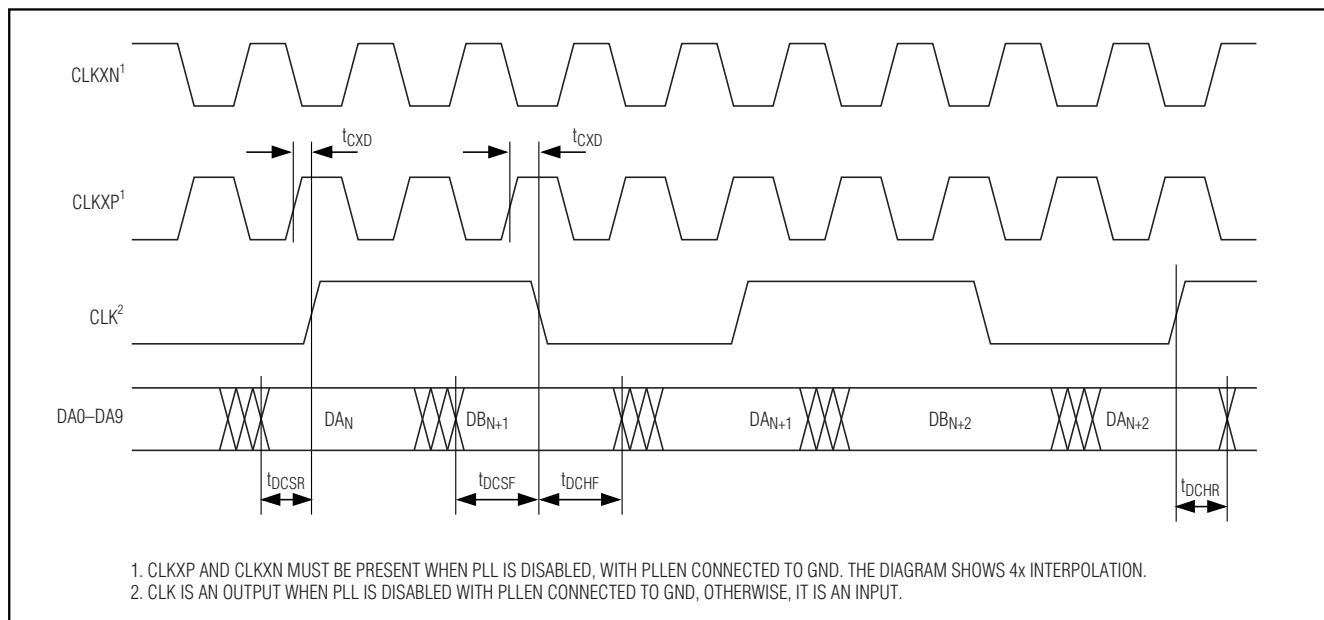 CLKXN¹
tCXD tCXD
CLKXP¹
CLK²
DA0–DA9 DAN DBN+1 DAN+1 DBN+2 DAN+2
tDCSR tDCSF tDCHF tDCHR
1. CLKXP AND CLKXN MUST BE PRESENT WHEN PLL IS DISABLED, WITH PLLEN CONNECTED TO GND. THE DIAGRAM SHOWS 4x INTERPOLATION.
2. CLK IS AN OUTPUT WHEN PLL IS DISABLED WITH PLLEN CONNECTED TO GND, OTHERWISE, IT IS AN INPUT.